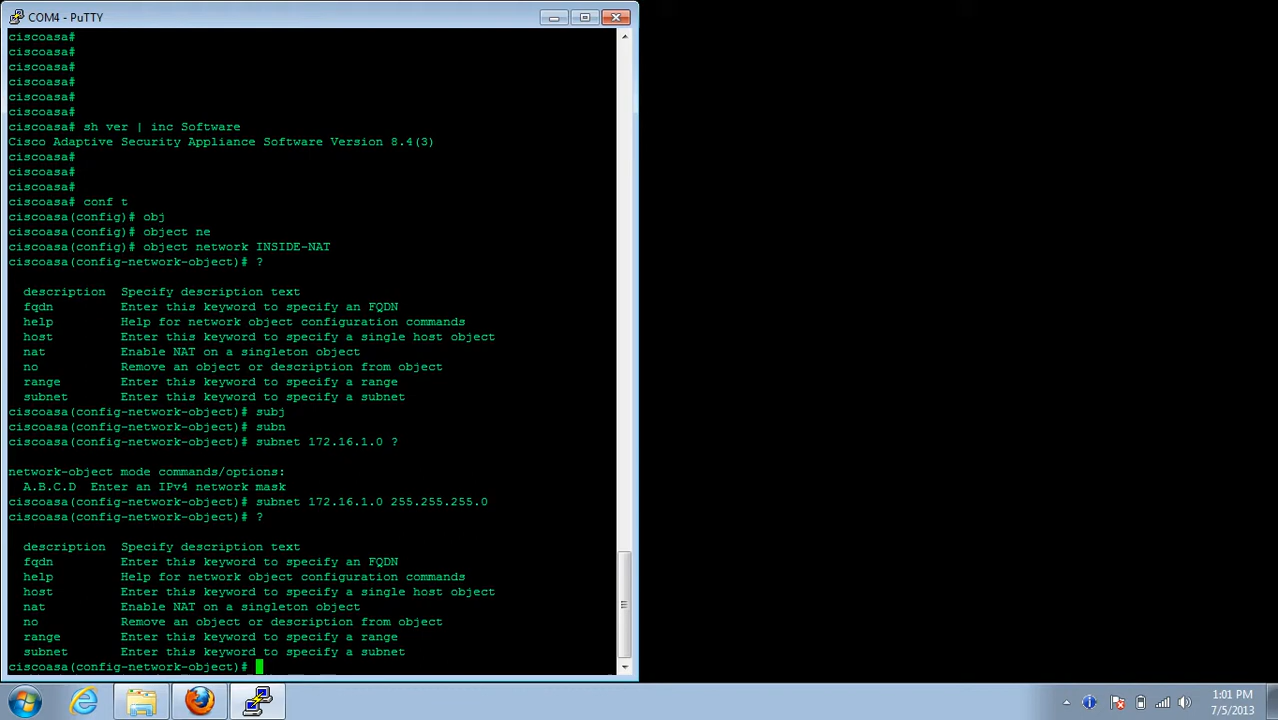 COM4 - PuTTY
ciscoasa#
ciscoasa#
ciscoasa#
ciscoasa#
ciscoasa#
ciscoasa#
ciscoasa# sh ver | inc Software
Cisco Adaptive Security Appliance Software Version 8.4(3)
ciscoasa#
ciscoasa#
ciscoasa#
ciscoasa# conf t
ciscoasa(config)# obj
ciscoasa(config)# object ne
ciscoasa(config)# object network INSIDE-NAT
ciscoasa(config-network-object)# ?
description  Specify description text
fqdn         Enter this keyword to specify an FQDN
help         Help for network object configuration commands
host         Enter this keyword to specify a single host object
nat          Enable NAT on a singleton object
no           Remove an object or description from object
range        Enter this keyword to specify a range
subnet       Enter this keyword to specify a subnet
ciscoasa(config-network-object)# subj
ciscoasa(config-network-object)# subn
ciscoasa(config-network-object)# subnet 172.16.1.0 ?
network-object mode commands/options:
A.B.C.D  Enter an IPv4 network mask
ciscoasa(config-network-object)# subnet 172.16.1.0 255.255.255.0
ciscoasa(config-network-object)# ?
description  Specify description text
fqdn         Enter this keyword to specify an FQDN
help         Help for network object configuration commands
host         Enter this keyword to specify a single host object
nat          Enable NAT on a singleton object
no           Remove an object or description from object
range        Enter this keyword to specify a range
subnet       Enter this keyword to specify a subnet
ciscoasa(config-network-object)#
1:01 PM
7/5/2013